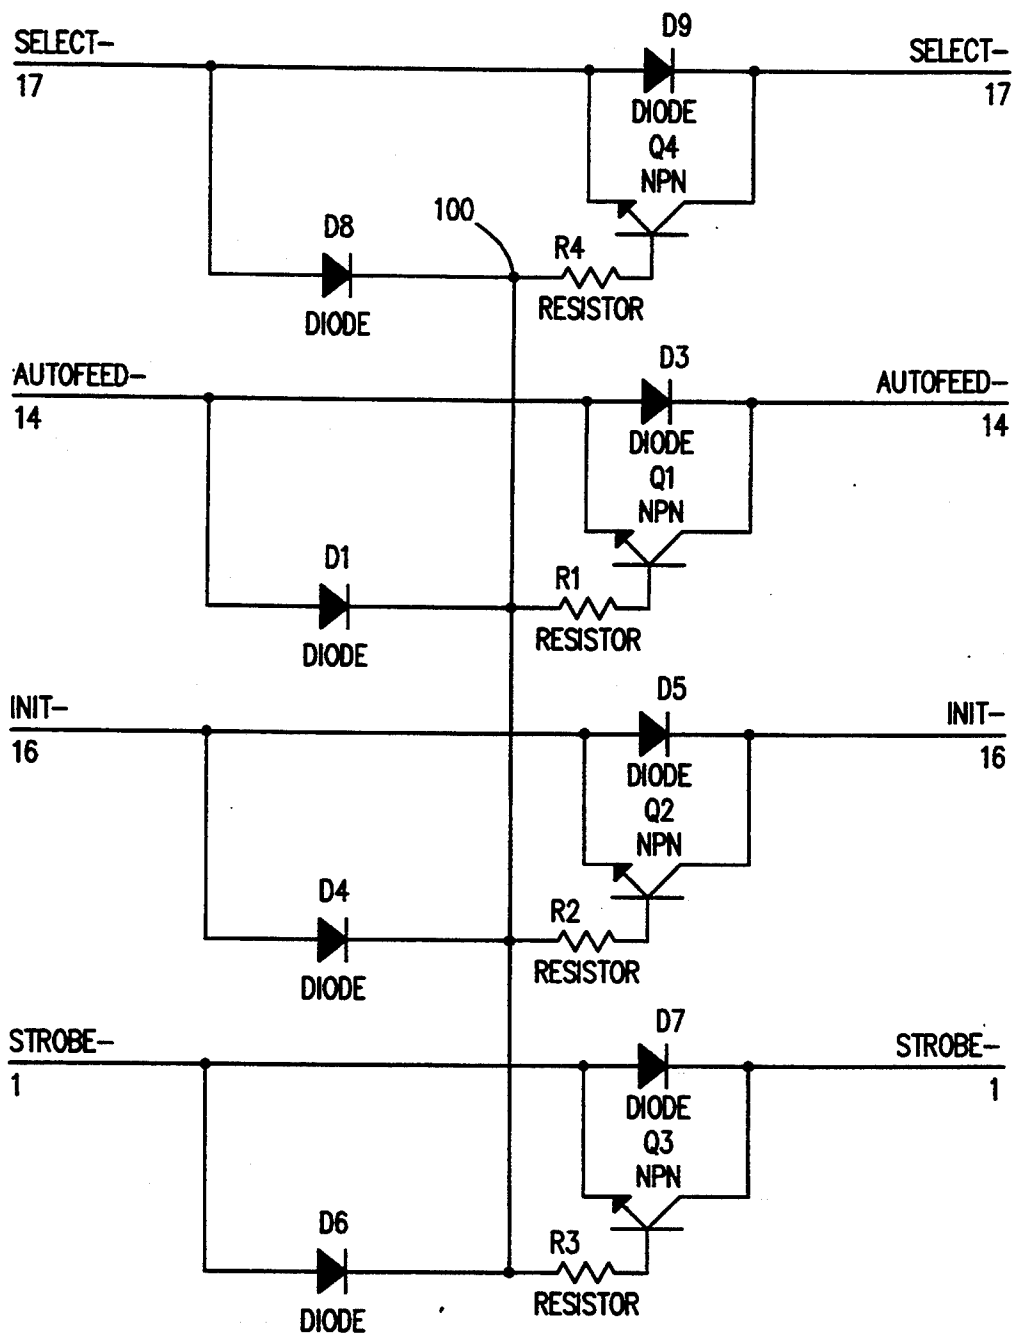 D9
SELECT-
SELECT-
17
17
DIODE
Q4
NPN
100
D8
R4
DIODE
RESISTOR
D3
AUTOFEED-
AUTOFEED-
14
14
DIODE
Q1
NPN
D1
R1
DIODE
RESISTOR
D5
INIT-
INIT-
16
16
DIODE
Q2
NPN
D4
R2
DIODE
RESISTOR
D7
STROBE-
STROBE-
1
1
DIODE
Q3
NPN
D6
R3
DIODE
RESISTOR